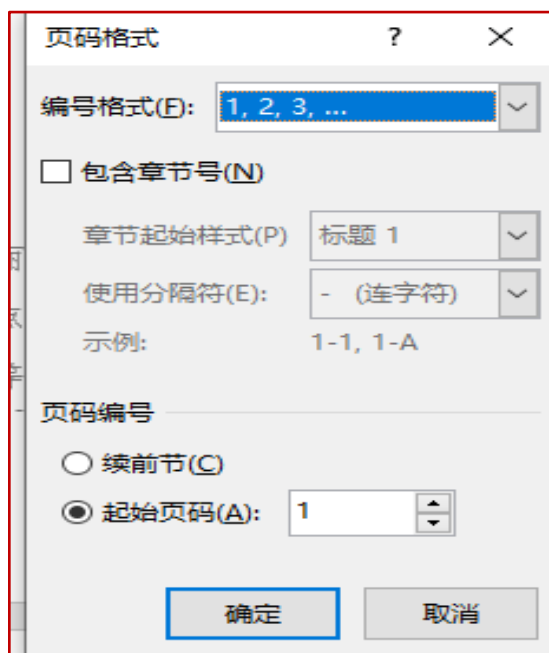 页码格式 ?
编号格式(F): 1, 2, 3, ...
包含章节号(N)
章节起始样式(P) 标题 1
使用分隔符(E): - (连字符)
示例: 1-1, 1-A
页码编号
续前节(C)
起始页码(A): 1
确定 取消